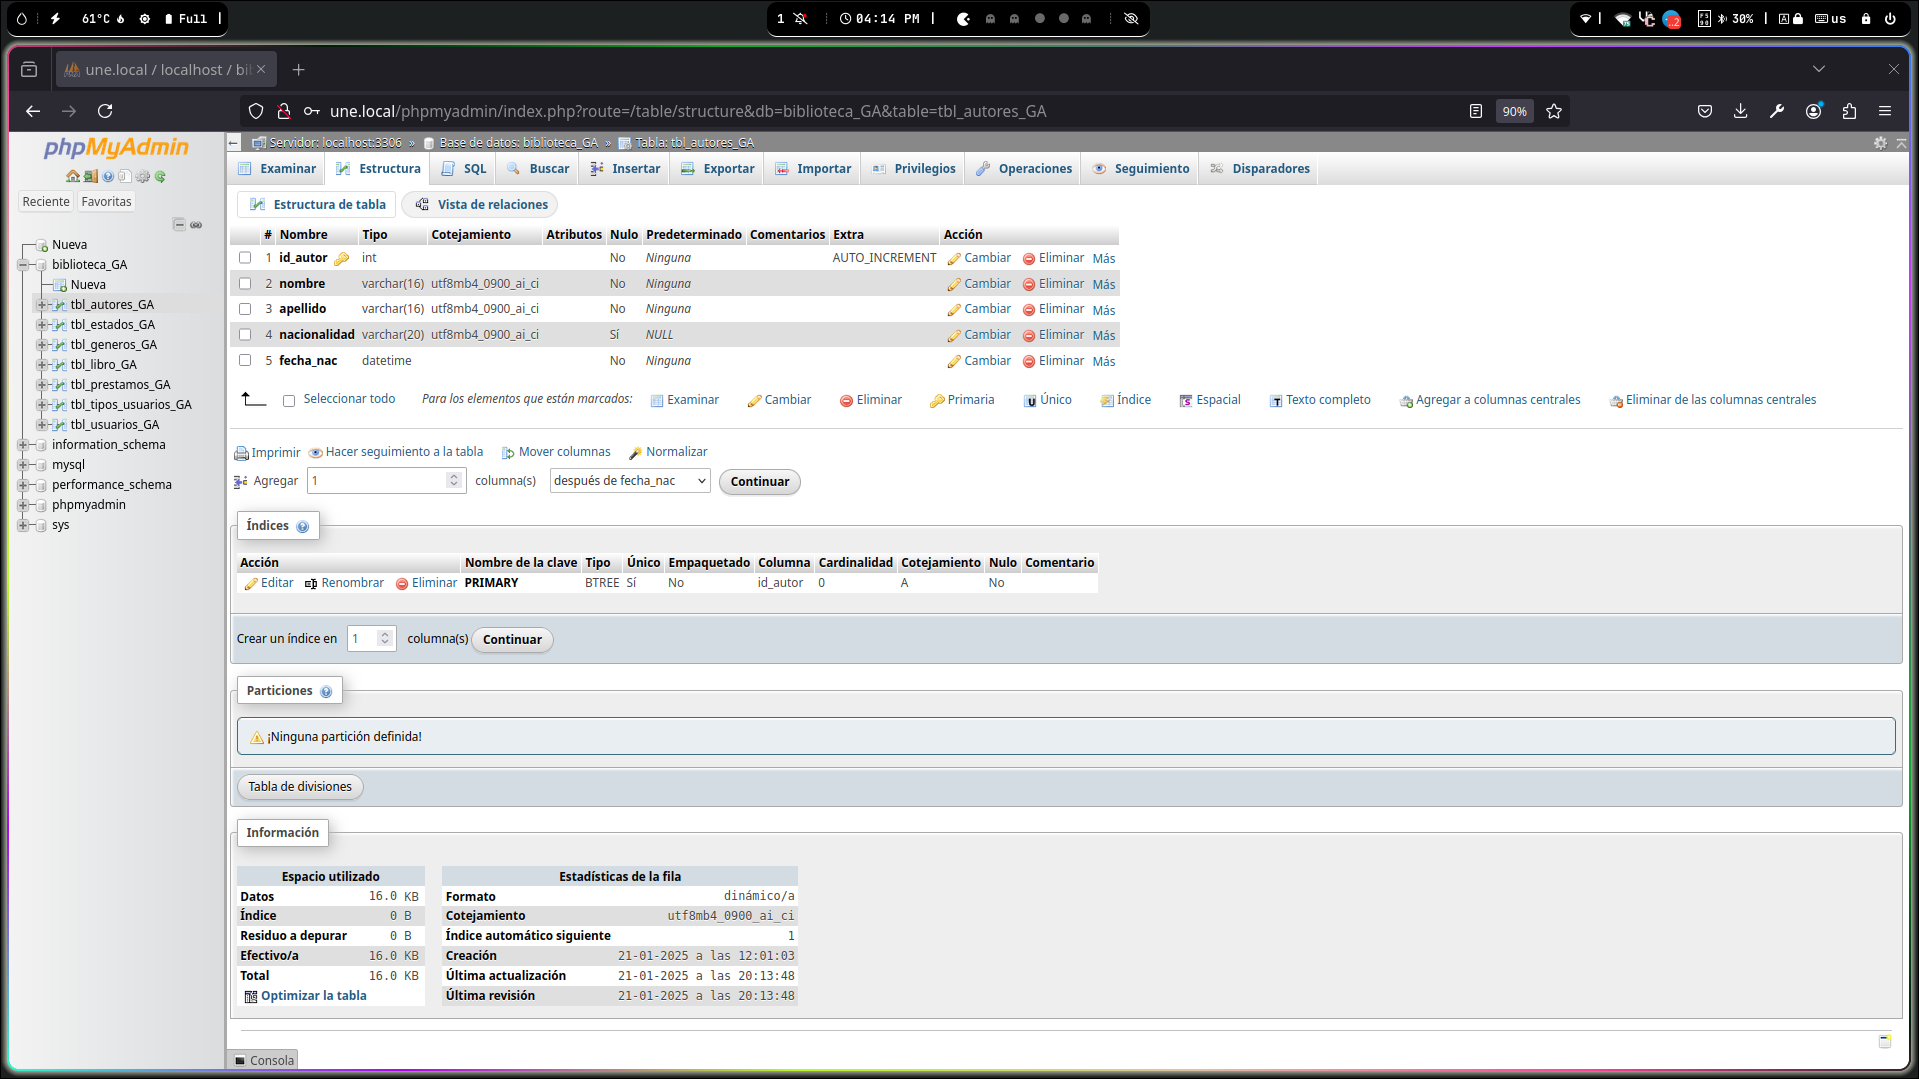 61°C Full |
1 04:14 PM |
30% | A us
une.local / localhost / bi
une.local/phpmyadmin/index.php?route=/table/structure&db=biblioteca_GA&table=tbl_autores_GA 90%
phpMyAdmin
Reciente Favoritas
Nueva
biblioteca_GA
Nueva
tbl_autores_GA
tbl_estados_GA
tbl_generos_GA
tbl_libro_GA
tbl_prestamos_GA
tbl_tipos_usuarios_GA
tbl_usuarios_GA
information_schema
mysql
performance_schema
phpmyadmin
sys
Servidor: localhost:3306 » Base de datos: biblioteca_GA » Tabla: tbl_autores_GA
Examinar Estructura SQL Buscar Insertar Exportar Importar Privilegios Operaciones Seguimiento Disparadores
Estructura de tabla Vista de relaciones
# Nombre Tipo Cotejamiento Atributos Nulo Predeterminado Comentarios Extra Acción
1 id_autor int No Ninguna AUTO_INCREMENT Cambiar Eliminar Más
2 nombre varchar(16) utf8mb4_0900_ai_ci No Ninguna Cambiar Eliminar Más
3 apellido varchar(16) utf8mb4_0900_ai_ci No Ninguna Cambiar Eliminar Más
4 nacionalidad varchar(20) utf8mb4_0900_ai_ci Sí NULL Cambiar Eliminar Más
5 fecha_nac datetime No Ninguna Cambiar Eliminar Más
Seleccionar todo Para los elementos que están marcados: Examinar Cambiar Eliminar Primaria Único Índice Espacial Texto completo Agregar a columnas centrales Eliminar de las columnas centrales
Imprimir Hacer seguimiento a la tabla Mover columnas Normalizar
Agregar 1 columna(s) después de fecha_nac Continuar
Índices
Acción Nombre de la clave Tipo Único Empaquetado Columna Cardinalidad Cotejamiento Nulo Comentario
Editar Renombrar Eliminar PRIMARY BTREE Sí No id_autor 0 A No
Crear un índice en 1 columna(s) Continuar
Particiones
¡Ninguna partición definida!
Tabla de divisiones
Información
Espacio utilizado
Datos 16.0 KB
Índice 0 B
Residuo a depurar 0 B
Efectivo/a 16.0 KB
Total 16.0 KB
Optimizar la tabla
Estadísticas de la fila
Formato dinámico/a
Cotejamiento utf8mb4_0900_ai_ci
Índice automático siguiente 1
Creación 21-01-2025 a las 12:01:03
Última actualización 21-01-2025 a las 20:13:48
Última revisión 21-01-2025 a las 20:13:48
Consola